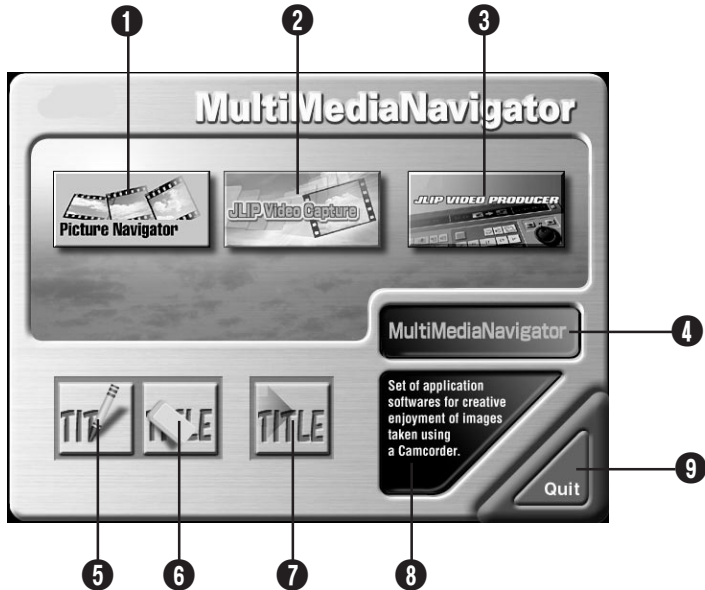 1 2 3
MultiMediaNavigator
Picture Navigator
JLIP Video Capture
JLIP VIDEO PRODUCER
MultiMediaNavigator
4
Set of application
softwares for creative
enjoyment of images
taken using
a Camcorder.
TITLE
TITLE
TITLE
Quit
9
5 6 7 8